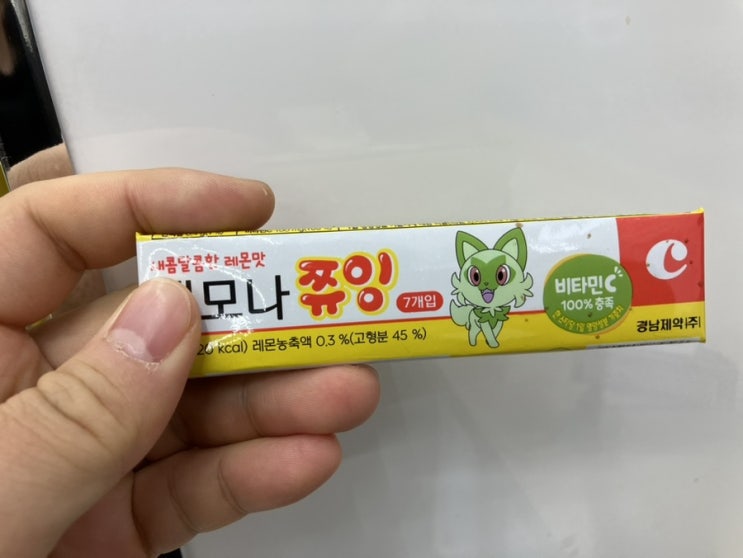 새콤달콤한 레몬맛
모나 쮸잉
7개입
kcal) 레몬농축액 0.3 %(고형분 45 %)
비타민C
100% 충족
경남제약(주)
C